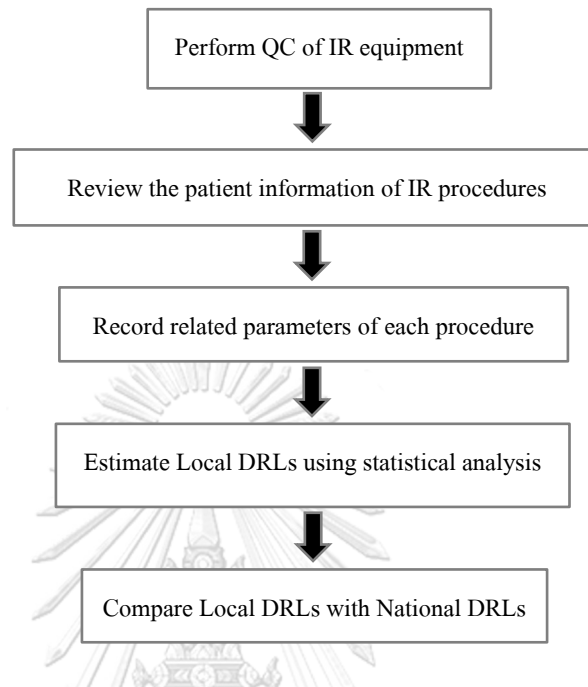 Perform QC of IR equipment
Review the patient information of IR procedures
Record related parameters of each procedure
Estimate Local DRLs using statistical analysis
Compare Local DRLs with National DRLs